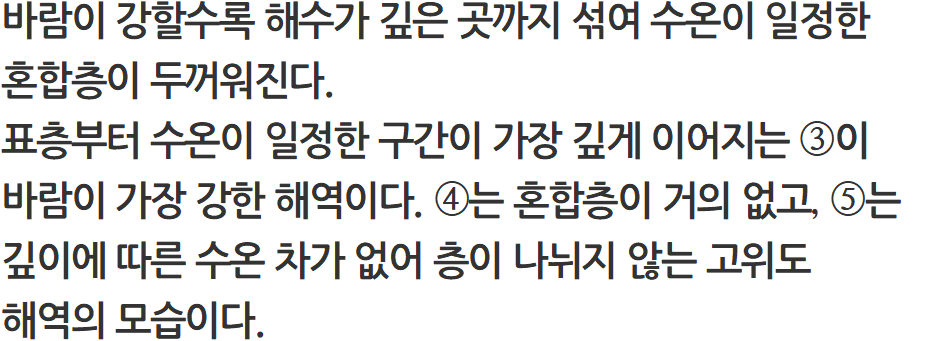 바람이 강할수록 해수가 깊은 곳까지 섞여 수온이 일정한
혼합층이 두꺼워진다.
표층부터 수온이 일정한 구간이 가장 깊게 이어지는 ③이
바람이 가장 강한 해역이다. ④는 혼합층이 거의 없고, ⑤는
깊이에 따른 수온 차가 없어 층이 나뉘지 않는 고위도
해역의 모습이다.